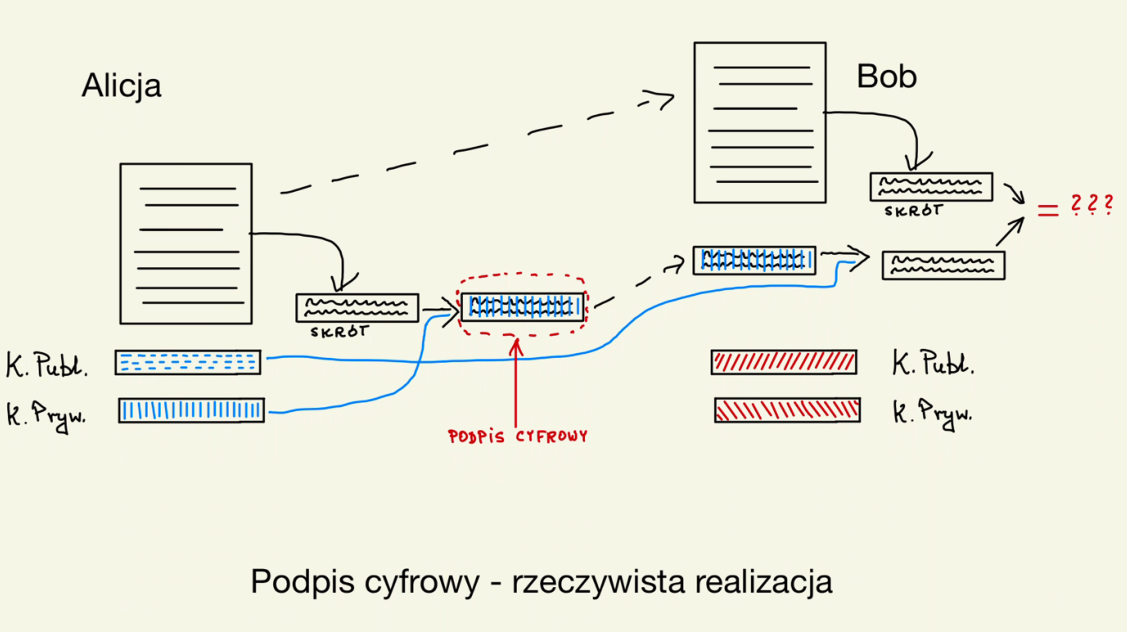 Alicja
Bob
SKRÓT
= ???
SKRÓT
K. Publ.
K. Pryw.
PODPiS CYFROWY
K. Publ.
K. Pryw.
Podpis cyfrowy - rzeczywista realizacja